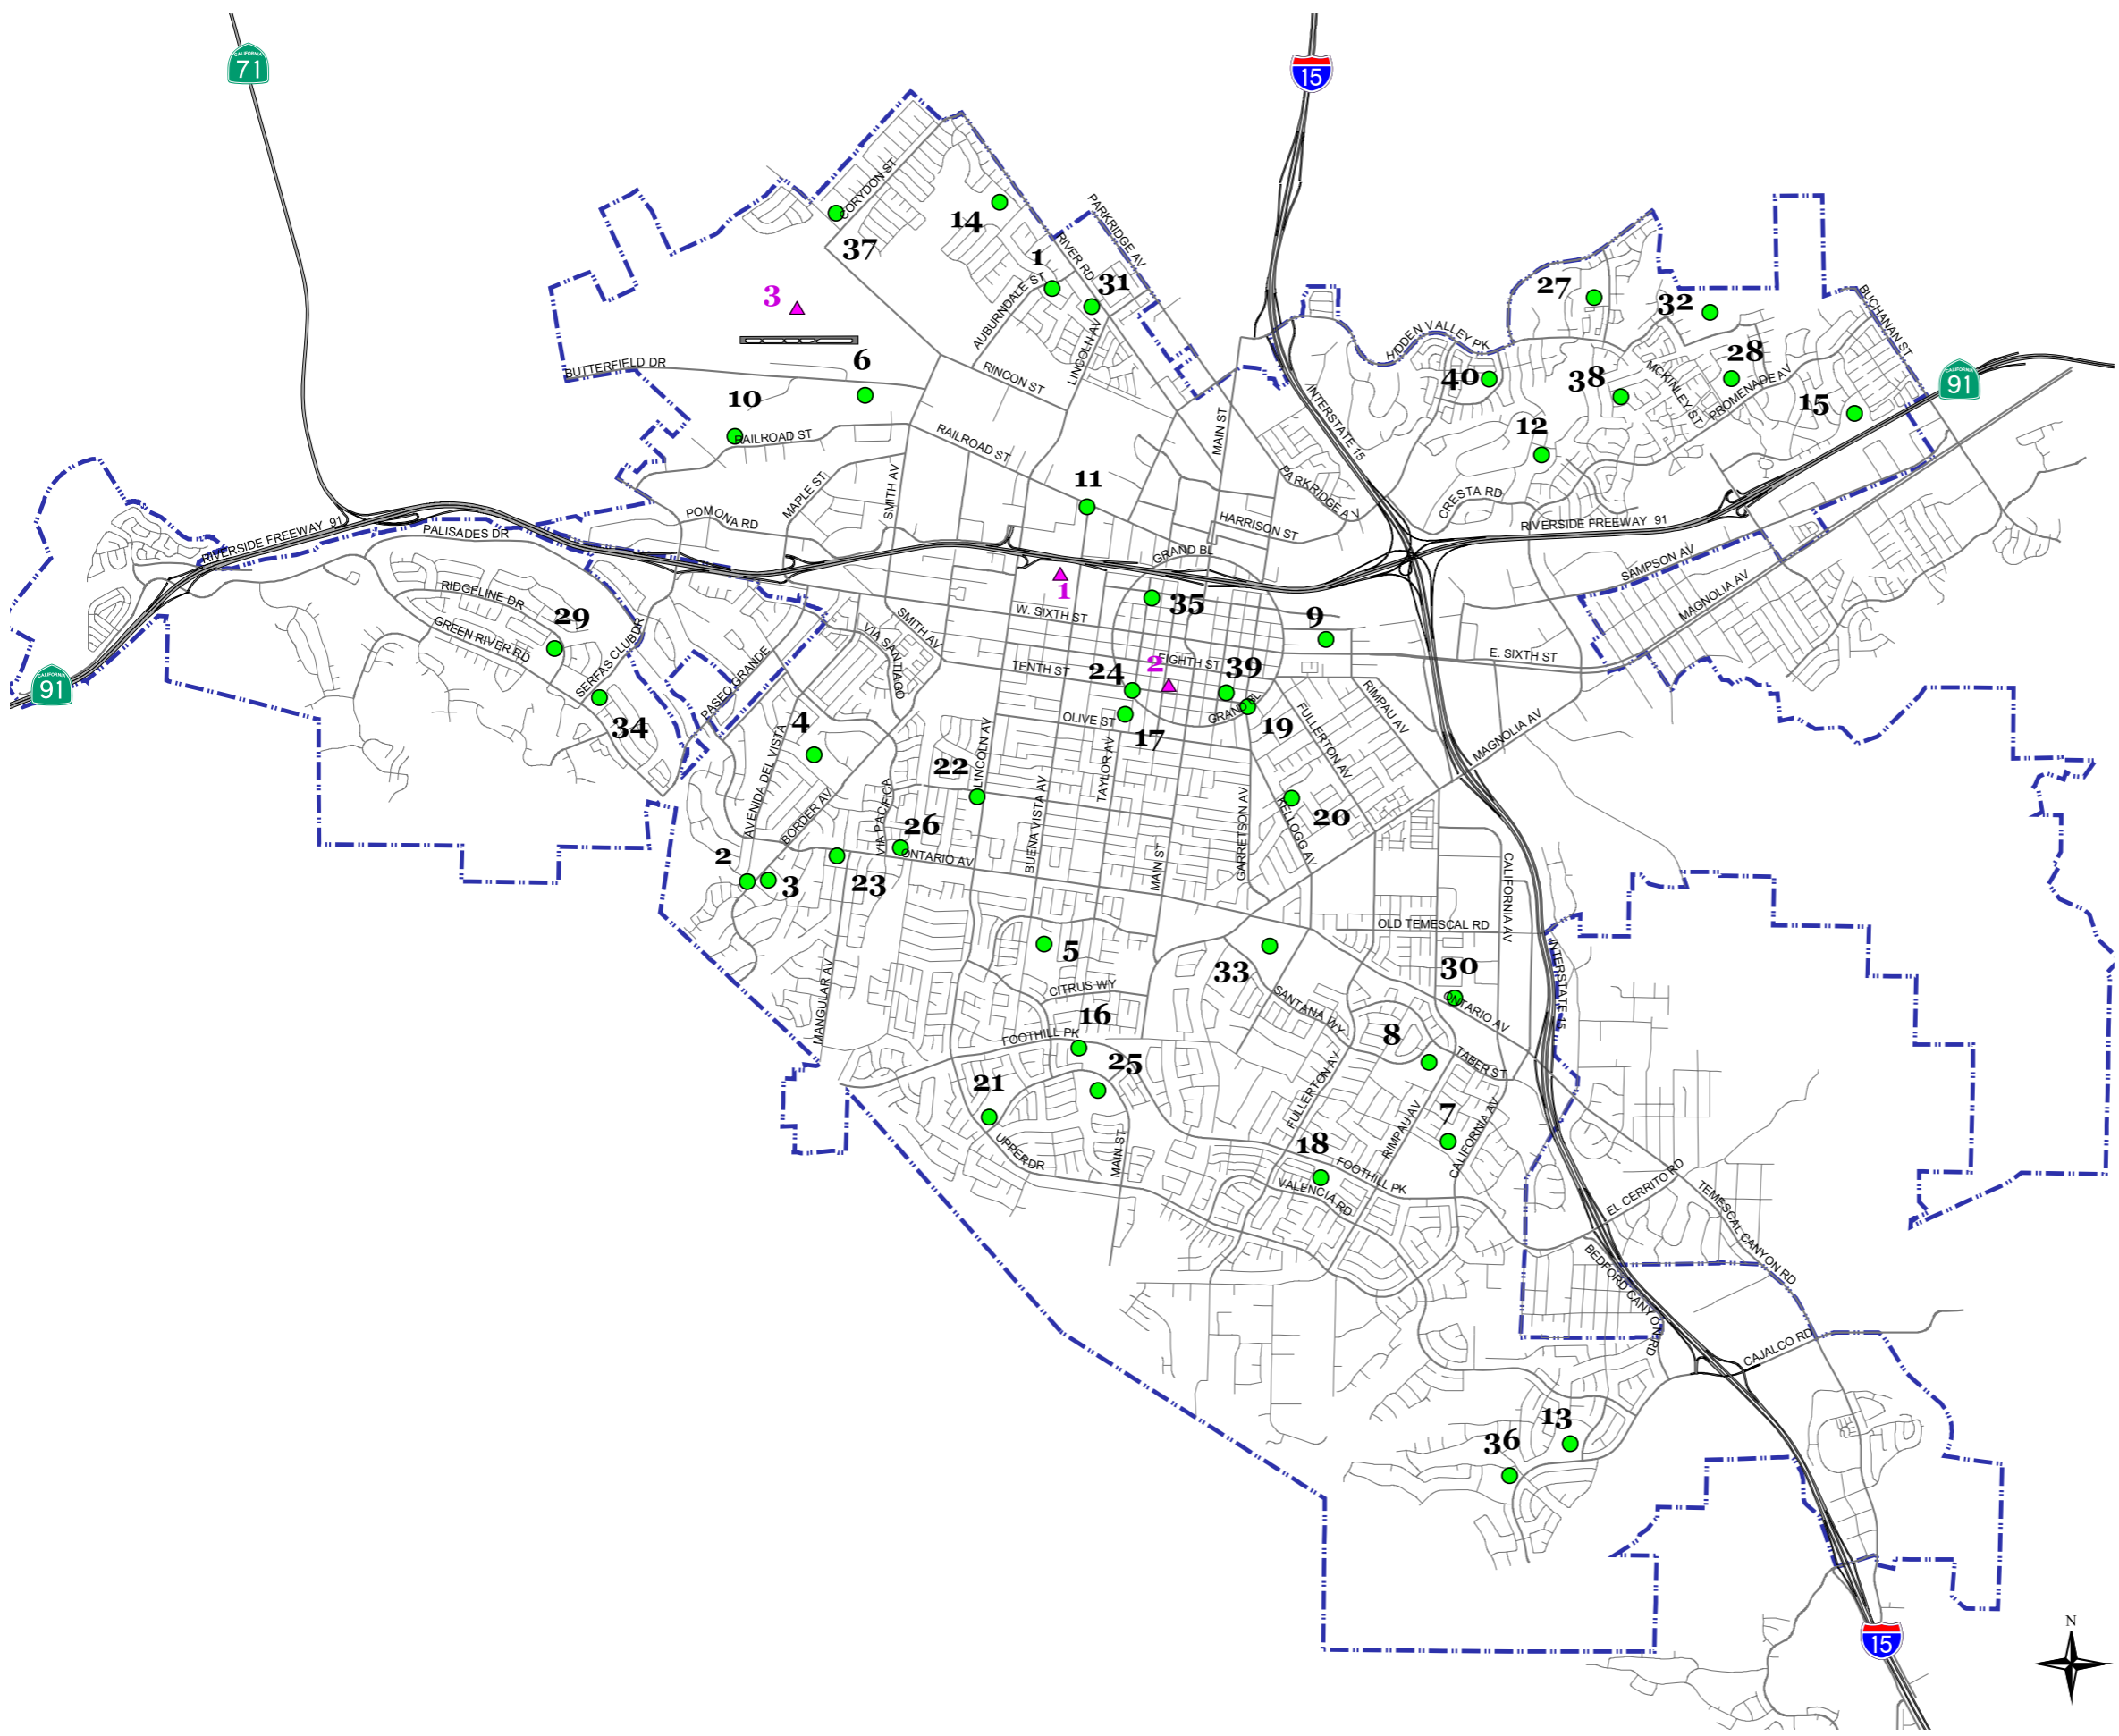 CALIFORNIA
71
15
CORYDON ST
14
PARKRIDGE AV
37
1
RIVER RD
31
27
32
BUCHANAN ST
3
AUBURNDALE ST
LINCOLN AV
HIDDEN VALLEY PK
BUTTERFIELD DR
6
RINCON ST
28
40
38
MCKINLEY ST
CALIFORNIA
91
10
PROMENADE AV
15
INTERSTATE 15
MAIN ST
12
RAILROAD ST
RAILROAD ST
11
MAPLE ST
SMITH AV
PARKRIDGE AV
CRESTA RD
POMONA RD
HARRISON ST
RIVERSIDE FREEWAY 91
RIVERSIDE FREEWAY 91
PALISADES DR
GRAND BL
SAMPSON AV
1
MAGNOLIA AV
RIDGELINE DR
29
W. SIXTH ST
35
9
SMITH AV
GREEN RIVER RD
VIA SANTIAGO
SERFAS CLUB DR
E. SIXTH ST
EIGHTH ST
2
TENTH ST
24
39
CALIFORNIA
91
PASEO GRANDE
34
4
OLIVE ST
17
GRAND BL
19
FULLERTON AV
RIMPAU AV
MAGNOLIA AV
AVENIDA DEL VISTA
22
LINCOLN AV
TAYLOR AV
BORDER AV
VIA PACIFICA
26
BUENA VISTA AV
GARRETSON AV
KELLOGG AV
20
2
3
23
ONTARIO AV
MAIN ST
CALIFORNIA AV
OLD TEMESCAL RD
5
33
30
INTERSTATE 15
CITRUS WY
MANGULAR AV
16
SANTANA WY
ONTARIO AV
FOOTHILL PK
8
25
TABER ST
21
FULLERTON AV
7
RIMPAU AV
CALIFORNIA AV
UPPER DR
MAIN ST
18
FOOTHILL PK
VALENCIA RD
EL CERRITO RD
TEMESCAL CANYON RD
BEDFORD CANYON RD
CAJALCO RD
13
36
N
15